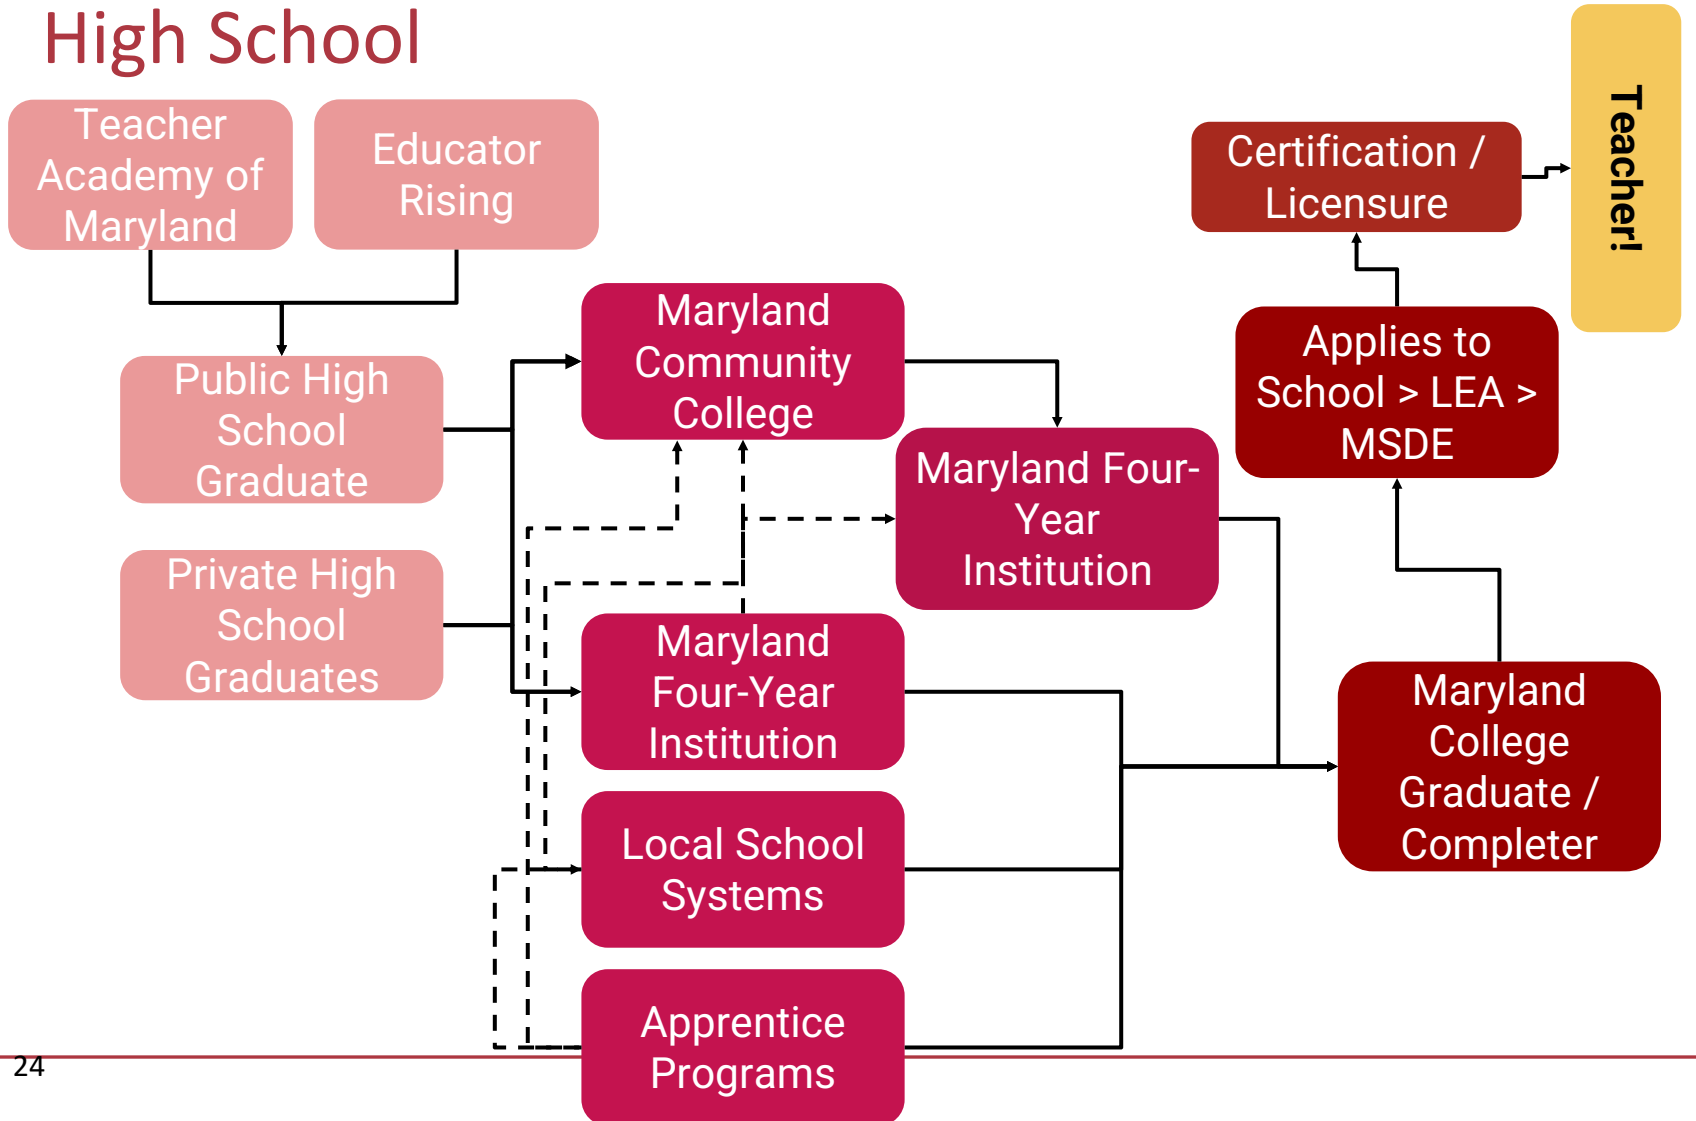 High School
Teacher
Academy of
Maryland
Educator
Rising
Public High
School
Graduate
Private High
School
Graduates
Maryland
Community
College
Maryland Four-
Year
Institution
Maryland
Four-Year
Institution
Local School
Systems
Apprentice
Programs
Maryland
College
Graduate /
Completer
Applies to
School > LEA >
MSDE
Certification /
Licensure
Teacher!
24